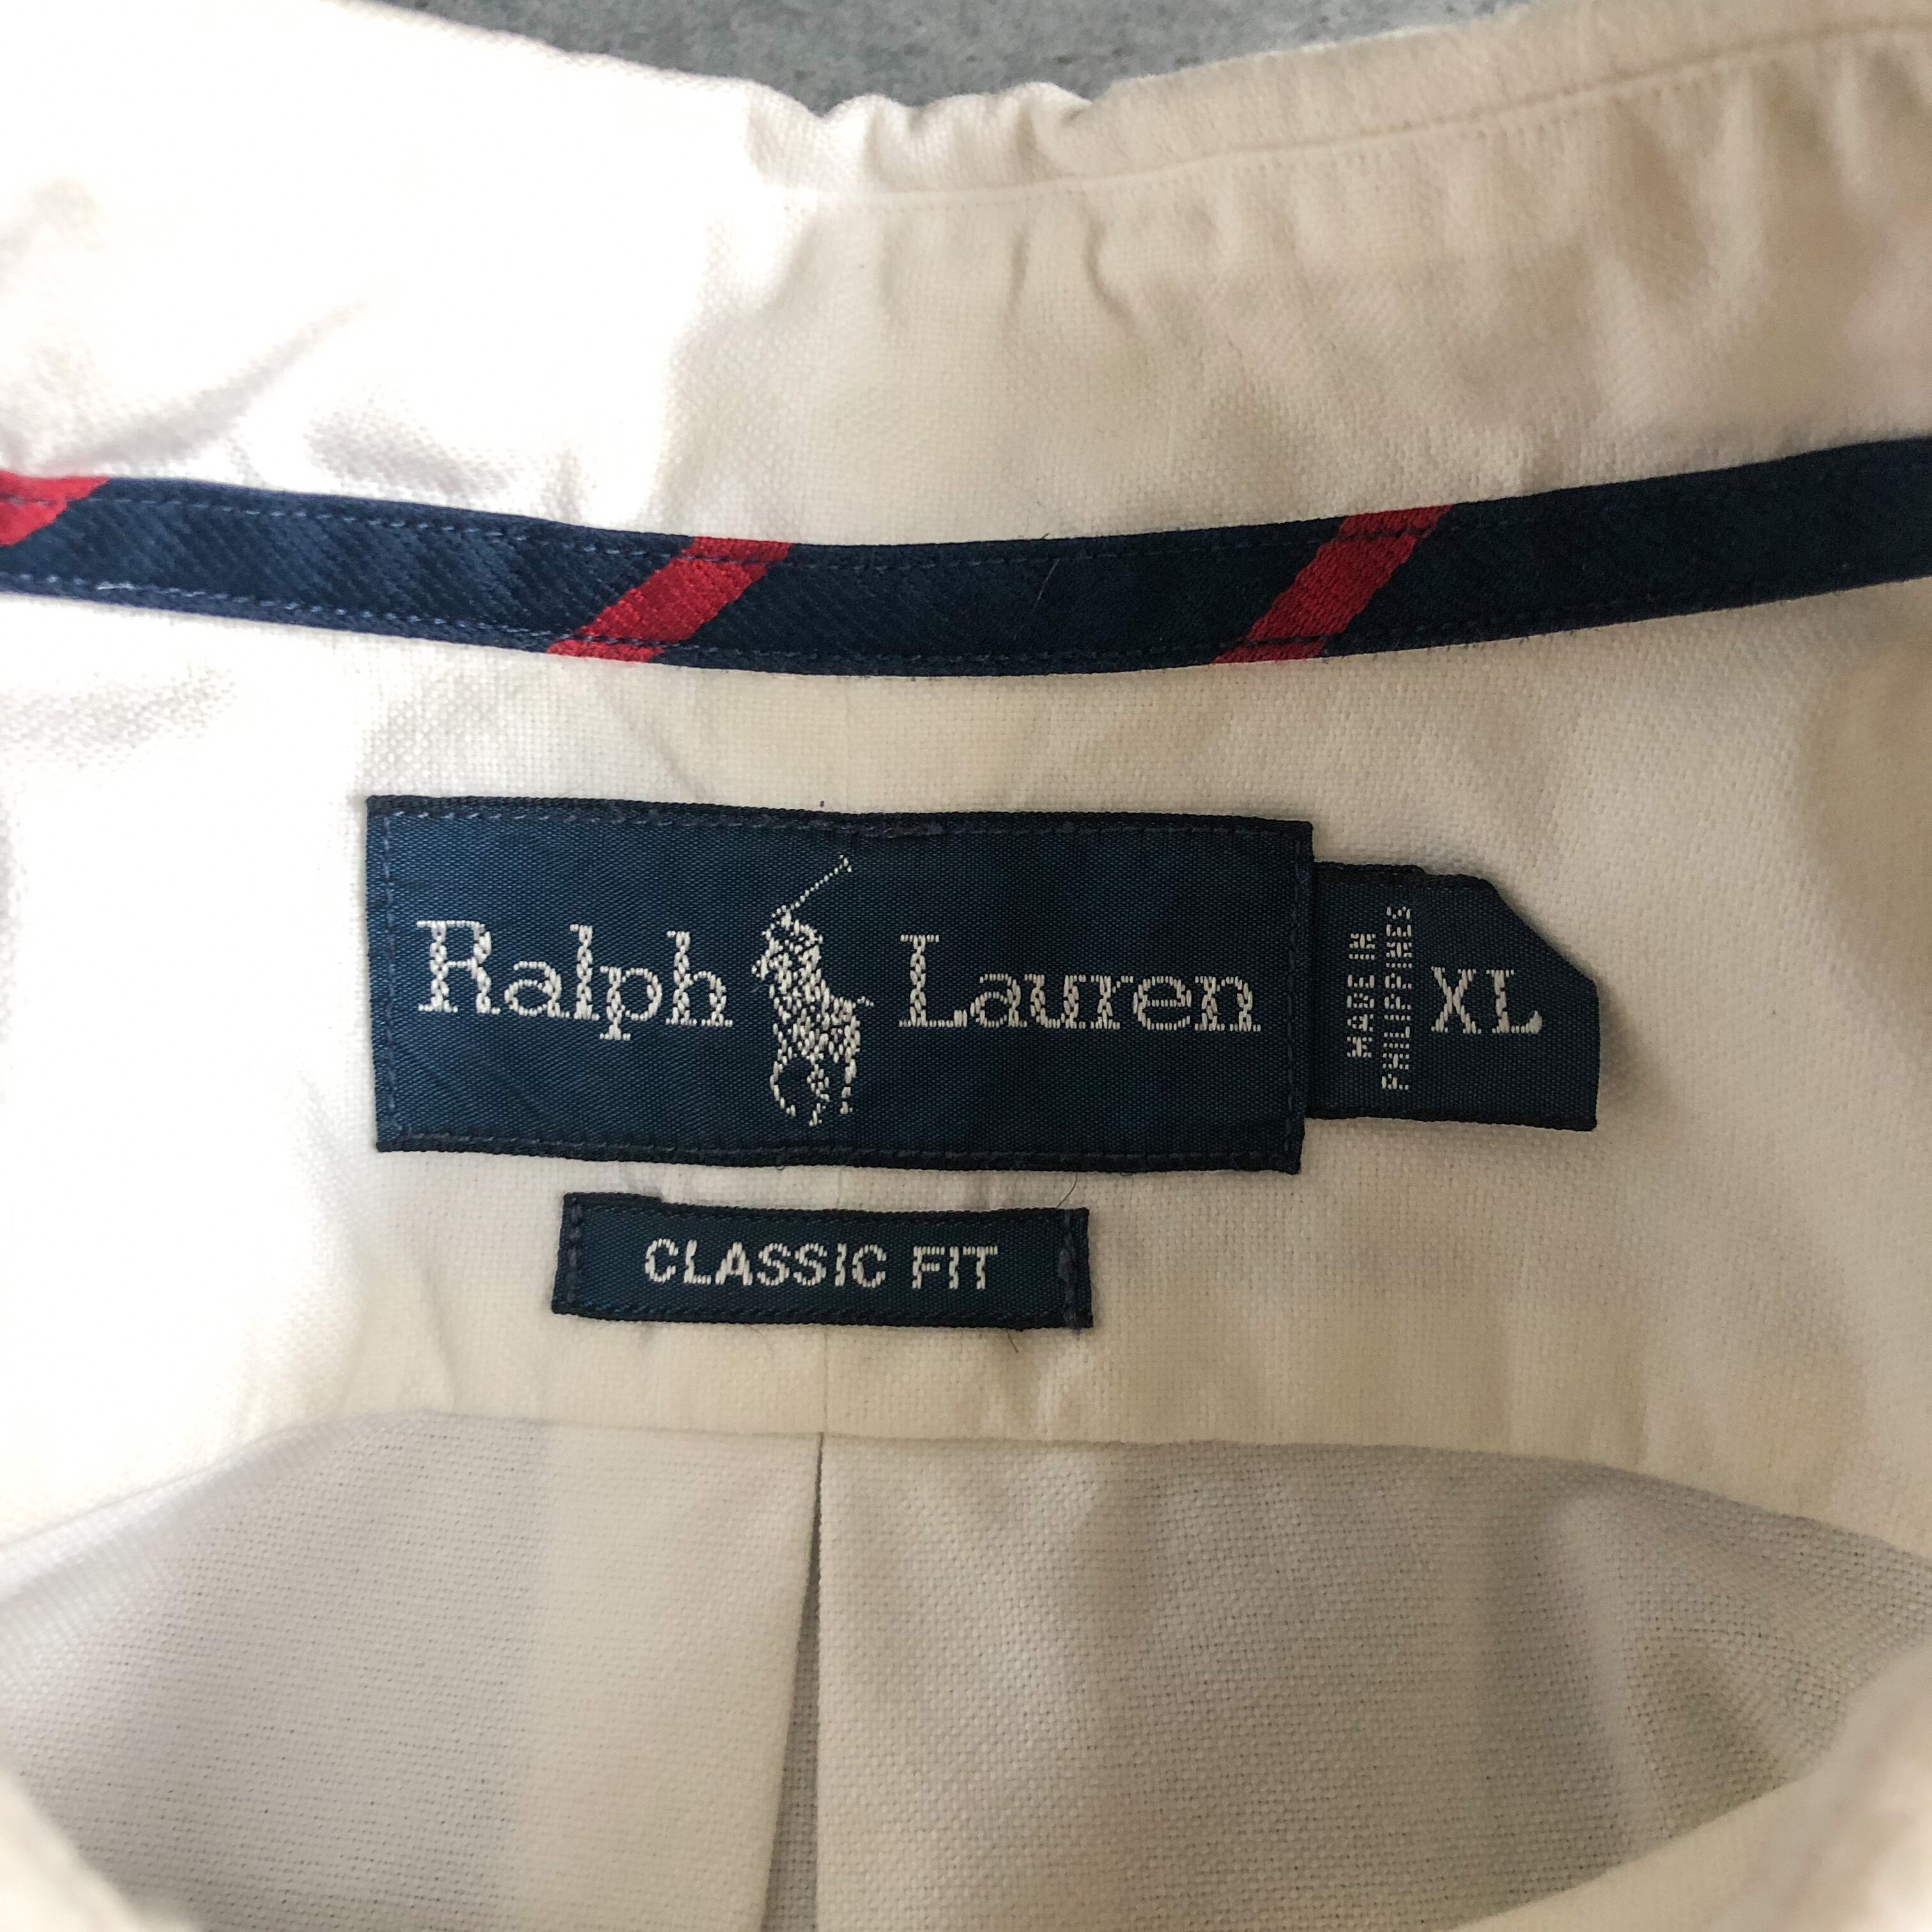 Ralph Lauren
MADE IN
PHILIPPINES
XL
CLASSIC FIT